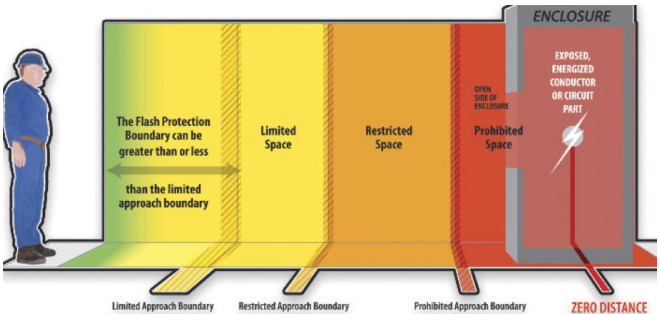 ENCLOSURE
EXPOSED,
ENERGIZED
CONDUCTOR
OR CIRCUIT
PART
OPEN
SIDE OF
ENCLOSURE
The Flash Protection
Boundary can be
greater than or less
than the limited
approach boundary
Limited
Space
Restricted
Space
Prohibited
Space
Limited Approach Boundary
Restricted Approach Boundary
Prohibited Approach Boundary
ZERO DISTANCE